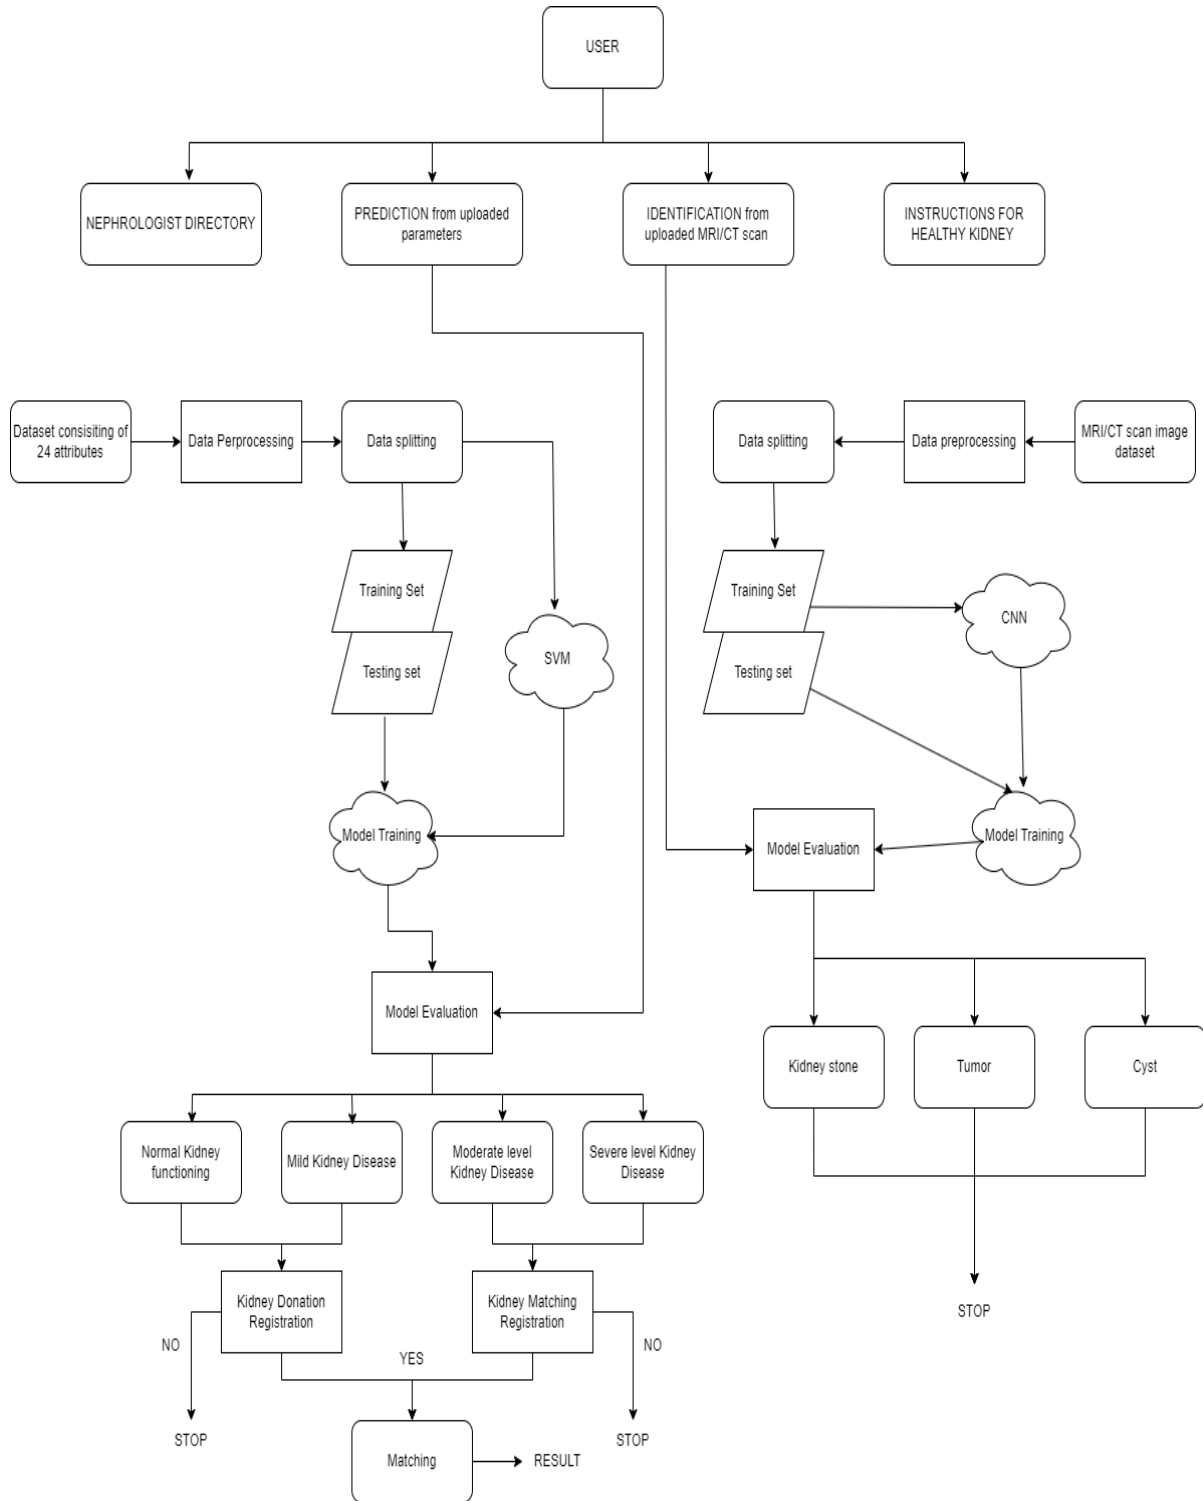 USER
NEPHROLOGIST DIRECTORY
PREDICTION from uploaded
parameters
IDENTIFICATION from
uploaded MRI/CT scan
INSTRUCTIONS FOR
HEALTHY KIDNEY
Dataset consisiting of
24 attributes
Data Perprocessing
Data splitting
Data splitting
Data preprocessing
MRI/CT scan image
dataset
Training Set
Testing set
SVM
Training Set
Testing set
CNN
Model Training
Model Evaluation
Model Training
Model Evaluation
Kidney stone
Tumor
Cyst
Normal Kidney
functioning
Mild Kidney Disease
Moderate level
Kidney Disease
Severe level Kidney
Disease
Kidney Donation
Registration
Kidney Matching
Registration
STOP
NO
YES
NO
STOP
STOP
Matching
RESULT